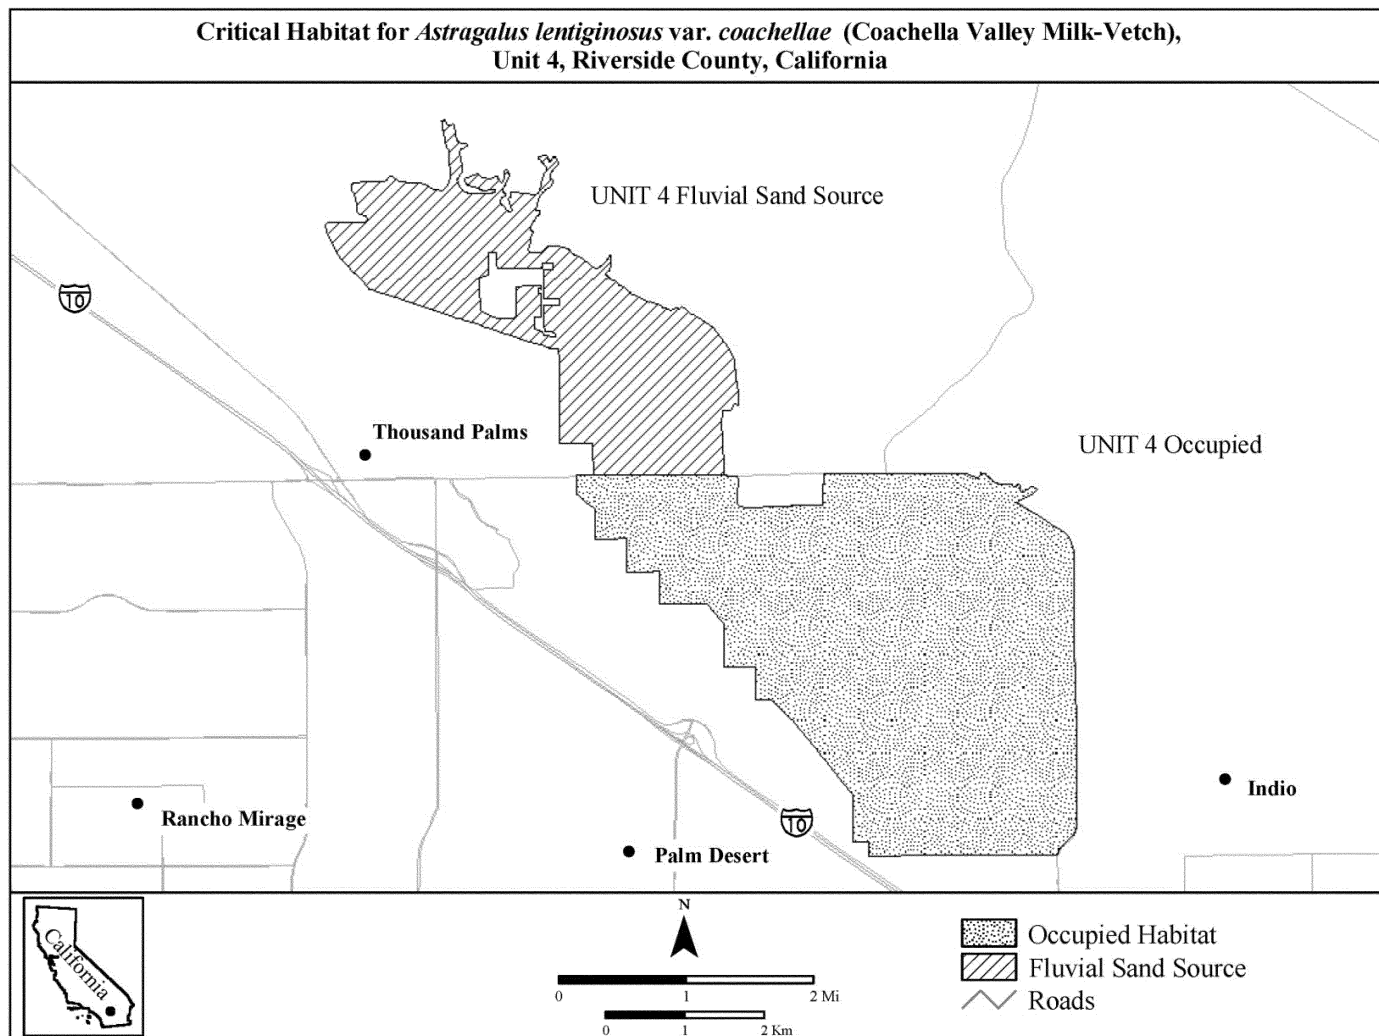 Critical Habitat for Astragalus lentiginosus var. coachellae (Coachella Valley Milk-Vetch),
Unit 4, Riverside County, California
UNIT 4 Fluvial Sand Source
10
Thousand Palms
UNIT 4 Occupied
Indio
Rancho Mirage
10
Palm Desert
California
N
0 1 2 Mi
0 1 2 Km
Occupied Habitat
Fluvial Sand Source
Roads